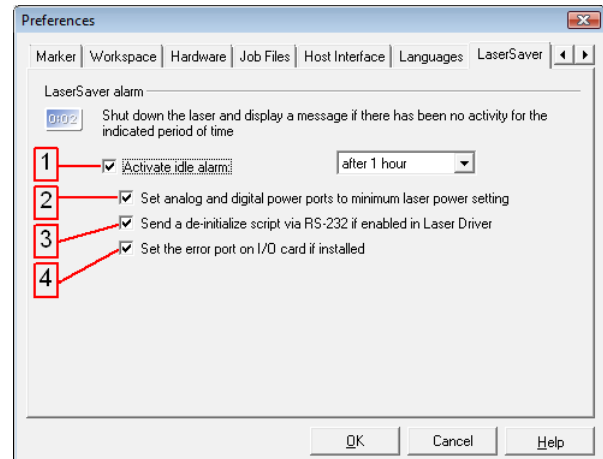 Preferences
Marker Workspace Hardware Job Files Host Interface Languages LaserSaver
LaserSaver alarm
0:02 Shut down the laser and display a message if there has been no activity for the
indicated period of time
1 Activate idle alarm: after 1 hour
2 Set analog and digital power ports to minimum laser power setting
3 Send a de-initialize script via RS-232 if enabled in Laser Driver
4 Set the error port on I/O card if installed
OK Cancel Help